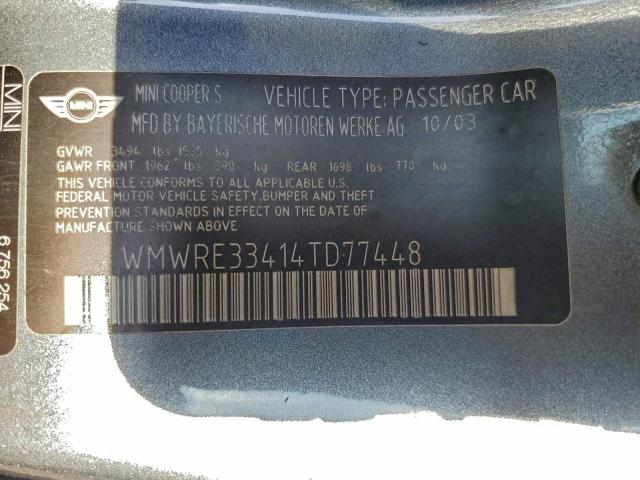 MINI
MINI COOPER S VEHICLE TYPE: PASSENGER CAR
MFD BY BAYERISCHE MOTOREN WERKE AG 10/03
GVWR 3494 lbs 1585 kg
GAWR FRONT 1962 lbs 890 kg REAR 1698 lbs 770 kg
THIS VEHICLE CONFORMS TO ALL APPLICABLE U.S.
FEDERAL MOTOR VEHICLE SAFETY,BUMPER AND THEFT
PREVENTION STANDARDS IN EFFECT ON THE DATE OF
MANUFACTURE SHOWN ABOVE.
WMWRE33414TD77448
MINI
6 756 254